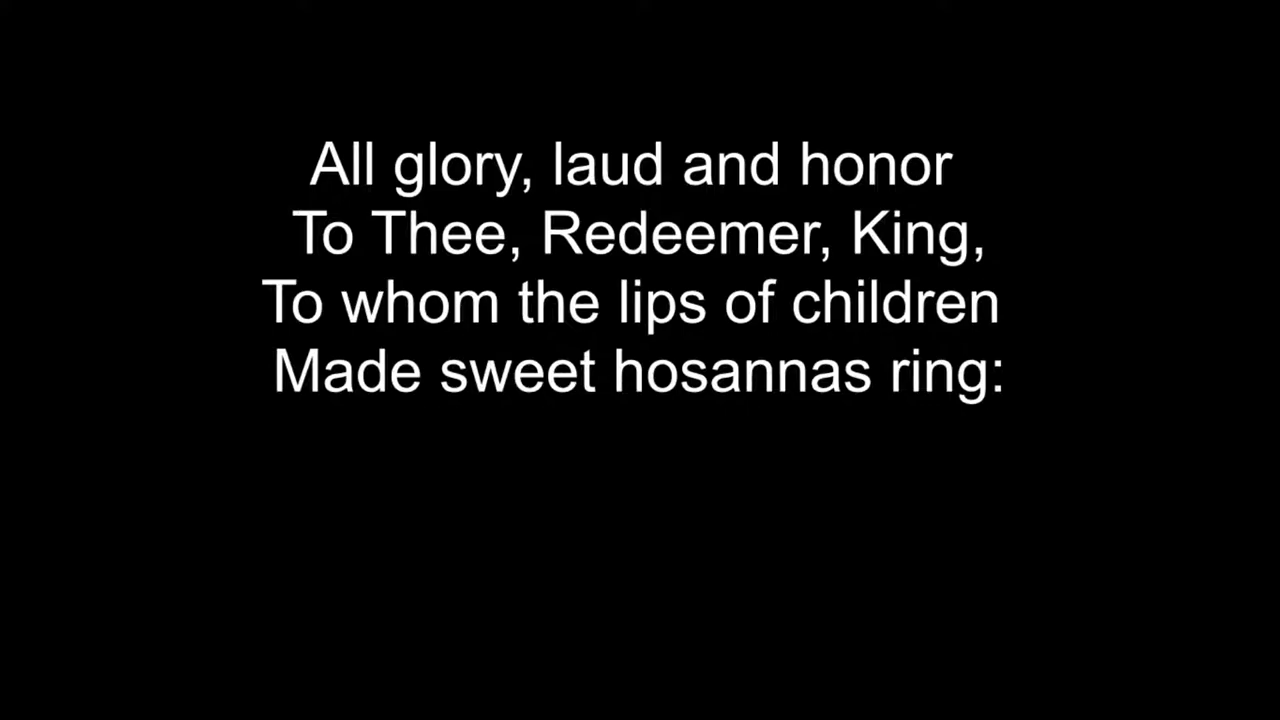 All glory, laud and honor
To Thee, Redeemer, King,
To whom the lips of children
Made sweet hosannas ring: